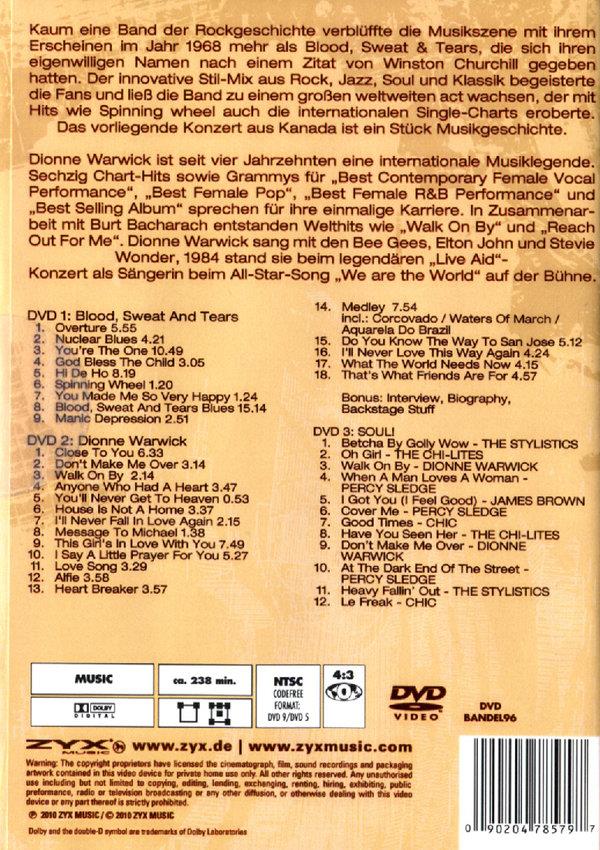 Kaum eine Band der Rockgeschichte verblüffte die Musikszene mit ihrem
Erscheinen im Jahr 1968 mehr als Blood, Sweat & Tears, die sich ihren
eigenwilligen Namen nach einem Zitat von Winston Churchill gegeben
hatten. Der innovative Stil-Mix aus Rock, Jazz, Soul und Klassik begeisterte
die Fans und ließ die Band zu einem großen weltweiten act wachsen, der mit
Hits wie Spinning wheel auch die internationalen Single-Charts eroberte.
Das vorliegende Konzert aus Kanada ist ein Stück Musikgeschichte.
Dionne Warwick ist seit vier Jahrzehnten eine internationale Musiklegende.
Sechzig Chart-Hits sowie Grammys für „Best Contemporary Female Vocal
Performance“, „Best Female Pop“, „Best Female R&B Performance“ und
„Best Selling Album“ sprechen für ihre einmalige Karriere. In Zusammenar-
beit mit Burt Bacharach entstanden Welthits wie „Walk On By“ und „Reach
Out For Me“. Dionne Warwick sang mit den Bee Gees, Elton John und Stevie
Wonder, 1984 stand sie beim legendären „Live Aid“-
Konzert als Sängerin beim All-Star-Song „We are the World“ auf der Bühne.
DVD 1: Blood, Sweat And Tears
1. Overture 5.55
2. Nuclear Blues 4.21
3. You're The One 10.49
4. God Bless The Child 3.05
5. Hi De Ho 8.19
6. Spinning Wheel 1.20
7. You Made Me So Very Happy 1.24
8. Blood, Sweat And Tears Blues 15.14
9. Manic Depression 2.51
DVD 2: Dionne Warwick
1. Close To You 6.33
2. Don't Make Me Over 3.14
3. Walk On By 2.14
4. Anyone Who Had A Heart 3.47
5. You'll Never Get To Heaven 0.53
6. House Is Not A Home 3.37
7. I'll Never Fall In Love Again 2.15
8. Message To Michael 1.38
9. This Girl's In Love With You 7.49
10. I Say A Little Prayer For You 5.27
11. Love Song 3.29
12. Alfie 3.58
13. Heart Breaker 3.57
14. Medley 7.54
incl.: Corcovado / Waters Of March /
Aquarela Do Brazil
15. Do You Know The Way To San Jose 5.12
16. I'll Never Love This Way Again 4.24
17. What The World Needs Now 4.15
18. That's What Friends Are For 4.57
Bonus: Interview, Biography,
Backstage Stuff
DVD 3: SOUL!
1. Betcha By Golly Wow - THE STYLISTICS
2. Oh Girl - THE CHI-LITES
3. Walk On By - DIONNE WARWICK
4. When A Man Loves A Woman -
PERCY SLEDGE
5. I Got You (I Feel Good) - JAMES BROWN
6. Cover Me - PERCY SLEDGE
7. Good Times - CHIC
8. Have You Seen Her - THE CHI-LITES
9. Don't Make Me Over - DIONNE
WARWICK
10. At The Dark End Of The Street -
PERCY SLEDGE
11. Heavy Fallin' Out - THE STYLISTICS
12. Le Freak - CHIC
MUSIC
ca. 238 min.
NTSC
CODEFREE
FORMAT:
DVD 9/DVD 5
4:3
DOLBY
DIGITAL
DVD
VIDEO
DVD
BANDEL96
ZYX
MUSIC
www.zyx.de | www.zyxmusic.com
Warning: The copyright proprietors have licensed the cinematograph, film, sound recordings and packaging
artwork contained in this video device for private home use only. All other rights reserved. Any unauthorised
use including but not limited to copying, editing, lending, exchanging, renting, hiring, exhibiting, public
preformance, radio or television broadcasting or any other diffusion, or otherwise dealing with this video
device or any part thereof is strictly prohibited.
℗ 2010 ZYX MUSIC / © 2010 ZYX MUSIC
Dolby and the double-D symbol are trademarks of Dolby Laboratories
0 90204 78579 7